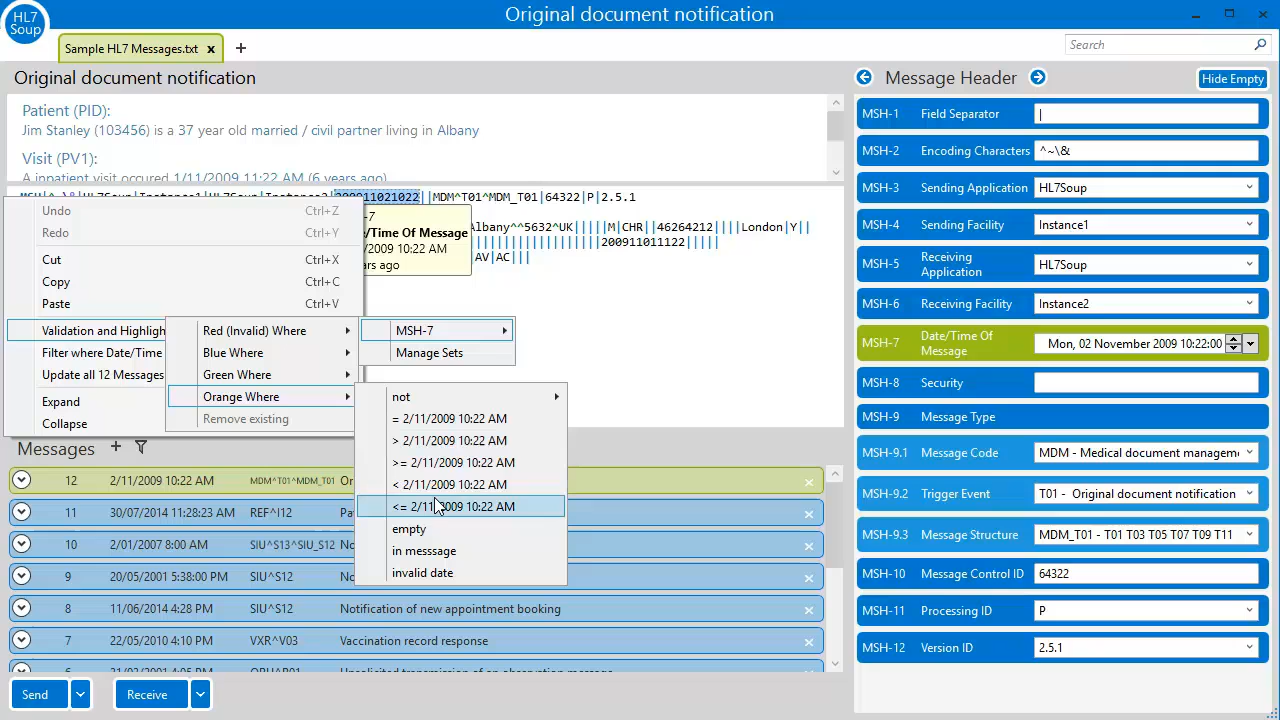 HL7
Soup
Original document notification
Sample HL7 Messages.txt x +
Search
Original document notification
Patient (PID):
Jim Stanley (103456) is a 37 year old married / civil partner living in Albany
Visit (PV1):
A inpatient visit occured 1/11/2009 11:22 AM (6 years ago)
200911021022||MDM^T01^MDM_T01|64322|P|2.5.1
-7
/Time Of Message
2009 10:22 AM
ars ago
Albany^^5632^UK|||||M|CHR||46264212||||London|Y||
|||||||||||||||||||200911011122|||||
AV|AC|||
Undo Ctrl+Z
Redo Ctrl+Y
Cut Ctrl+X
Copy Ctrl+C
Paste Ctrl+V
Validation and Highligh
Filter where Date/Time
Update all 12 Messages
Expand
Collapse
Red (Invalid) Where
Blue Where
Green Where
Orange Where
Remove existing
MSH-7
Manage Sets
not
= 2/11/2009 10:22 AM
> 2/11/2009 10:22 AM
>= 2/11/2009 10:22 AM
< 2/11/2009 10:22 AM
<= 2/11/2009 10:22 AM
empty
in messsage
invalid date
Messages +
12 2/11/2009 10:22 AM MDM^T01^MDM_T01 Or
11 30/07/2014 11:28:23 AM REF^I12 Pa
10 2/01/2007 8:00 AM SIU^S13^SIU_S12 No
9 20/05/2001 5:38:00 PM SIU^S12 No
8 11/06/2014 4:28 PM SIU^S12 Notification of new appointment booking
7 22/05/2010 4:10 PM VXR^V03 Vaccination record response
Send
Receive
Message Header
Hide Empty
MSH-1 Field Separator |
MSH-2 Encoding Characters ^~\&
MSH-3 Sending Application HL7Soup
MSH-4 Sending Facility Instance1
MSH-5 Receiving Application HL7Soup
MSH-6 Receiving Facility Instance2
MSH-7 Date/Time Of Message Mon, 02 November 2009 10:22:00
MSH-8 Security
MSH-9 Message Type
MSH-9.1 Message Code MDM - Medical document managem
MSH-9.2 Trigger Event T01 - Original document notification
MSH-9.3 Message Structure MDM_T01 - T01 T03 T05 T07 T09 T11
MSH-10 Message Control ID 64322
MSH-11 Processing ID P
MSH-12 Version ID 2.5.1